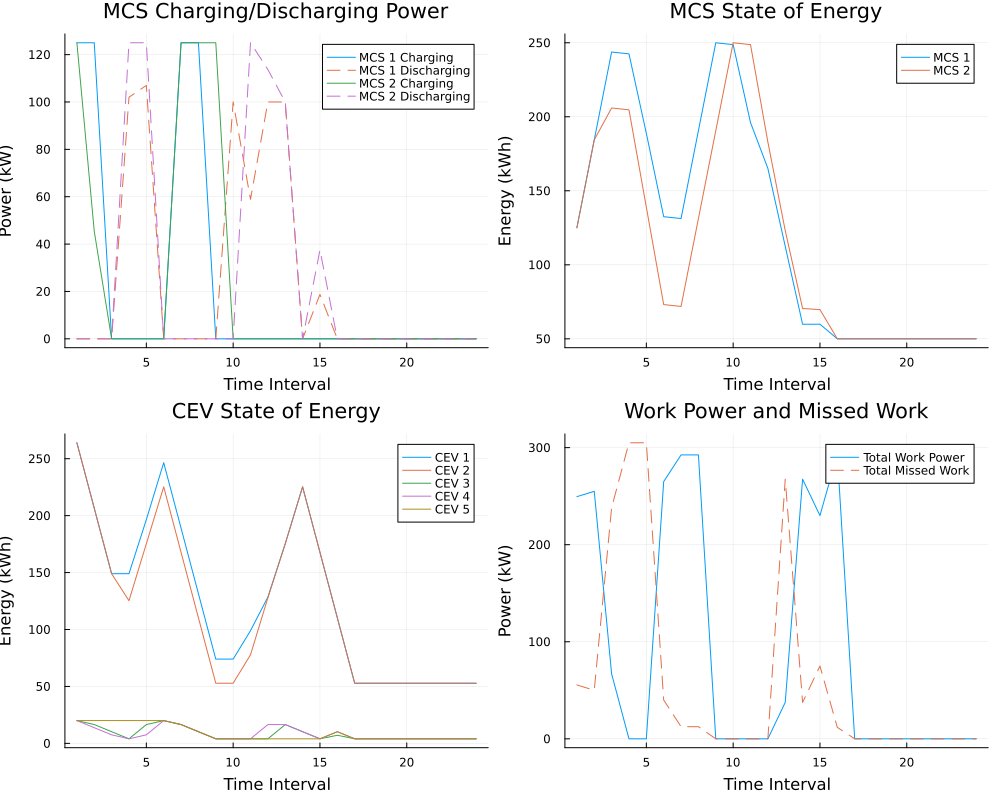 MCS Charging/Discharging Power
Power (kW)
120
100
80
60
40
20
0
5
10
15
20
Time Interval
MCS 1 Charging
MCS 1 Discharging
MCS 2 Charging
MCS 2 Discharging
MCS State of Energy
Energy (kWh)
250
200
150
100
50
5
10
15
20
Time Interval
MCS 1
MCS 2
CEV State of Energy
Energy (kWh)
250
200
150
100
50
0
5
10
15
20
Time Interval
CEV 1
CEV 2
CEV 3
CEV 4
CEV 5
Work Power and Missed Work
Power (kW)
300
200
100
0
5
10
15
20
Time Interval
Total Work Power
Total Missed Work